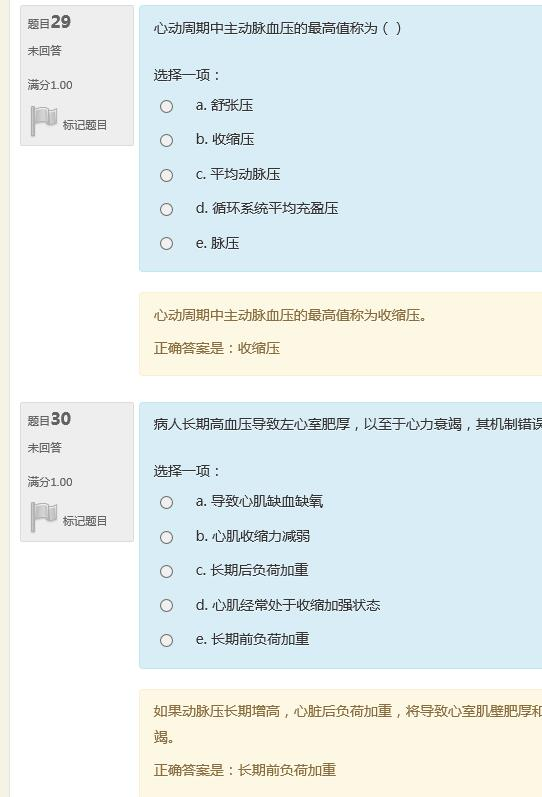 题目29
未回答
满分1.00
标记题目
心动周期中主动脉血压的最高值称为（ ）
选择一项：
a. 舒张压
b. 收缩压
c. 平均动脉压
d. 循环系统平均充盈压
e. 脉压
心动周期中主动脉血压的最高值称为收缩压。
正确答案是：收缩压
题目30
未回答
满分1.00
标记题目
病人长期高血压导致左心室肥厚，以至于心力衰竭，其机制错误
选择一项：
a. 导致心肌缺血缺氧
b. 心肌收缩力减弱
c. 长期后负荷加重
d. 心肌经常处于收缩加强状态
e. 长期前负荷加重
如果动脉压长期增高，心脏后负荷加重，将导致心室肌壁肥厚和
竭。
正确答案是：长期前负荷加重